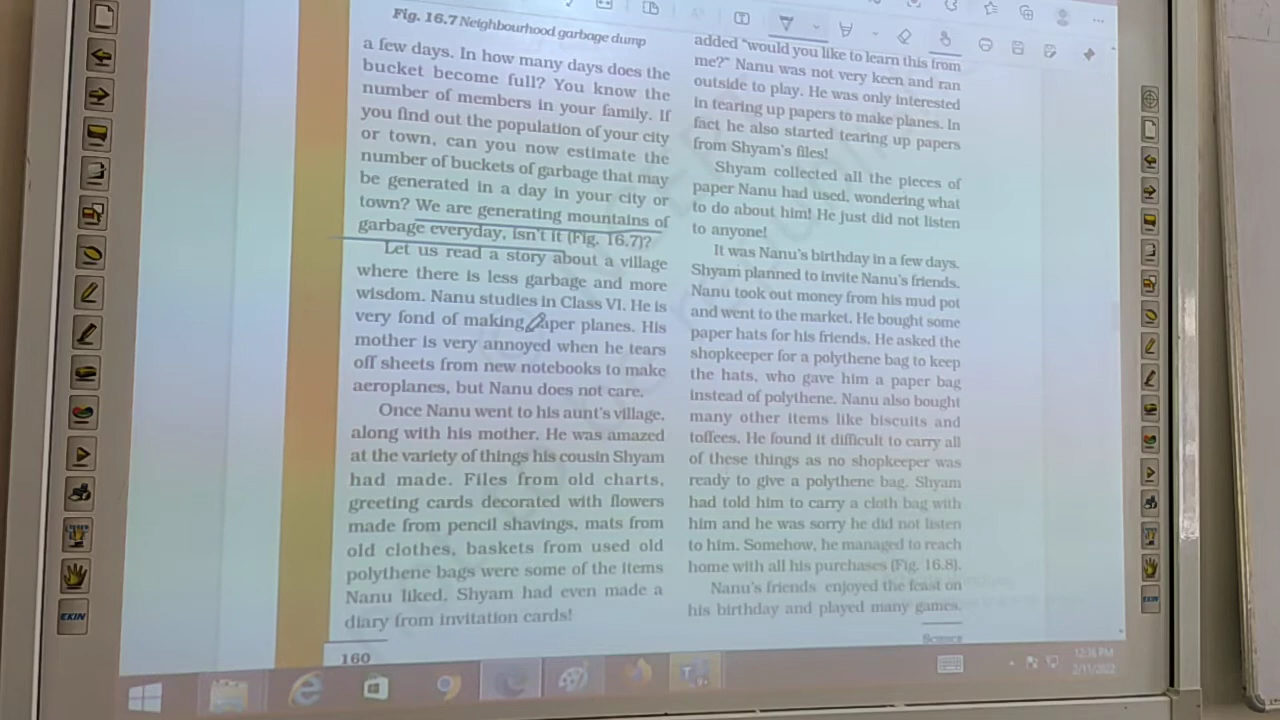 Fig. 16.7 Neighbourhood garbage dump
a few days. In how many days does the
bucket become full? You know the
number of members in your family. If
you find out the population of your city
or town, can you now estimate the
number of buckets of garbage that may
be generated in a day in your city or
town? We are generating mountains of
garbage everyday, isn't it (Fig. 16.7)?
Let us read a story about a village
where there is less garbage and more
wisdom. Nanu studies in Class VI. He is
very fond of making paper planes. His
mother is very annoyed when he tears
off sheets from new notebooks to make
aeroplanes, but Nanu does not care.
Once Nanu went to his aunt's village,
along with his mother. He was amazed
at the variety of things his cousin Shyam
had made. Files from old charts,
greeting cards decorated with flowers
made from pencil shavings, mats from
old clothes, baskets from used old
polythene bags were some of the items
Nanu liked. Shyam had even made a
diary from invitation cards!
160
added "would you like to learn this from
me?" Nanu was not very keen and ran
outside to play. He was only interested
in tearing up papers to make planes. In
fact he also started tearing up papers
from Shyam's files!
Shyam collected all the pieces of
paper Nanu had used, wondering what
to do about him! He just did not listen
to anyone!
It was Nanu's birthday in a few days.
Shyam planned to invite Nanu's friends.
Nanu took out money from his mud pot
and went to the market. He bought some
paper hats for his friends. He asked the
shopkeeper for a polythene bag to keep
the hats, who gave him a paper bag
instead of polythene. Nanu also bought
many other items like biscuits and
toffees. He found it difficult to carry all
of these things as no shopkeeper was
ready to give a polythene bag. Shyam
had told him to carry a cloth bag with
him and he was sorry he did not listen
to him. Somehow, he managed to reach
home with all his purchases (Fig. 16.8).
Nanu's friends enjoyed the feast on
his birthday and played many games.
Science
12:36 PM
2/11/2022
EKIN
EKIN